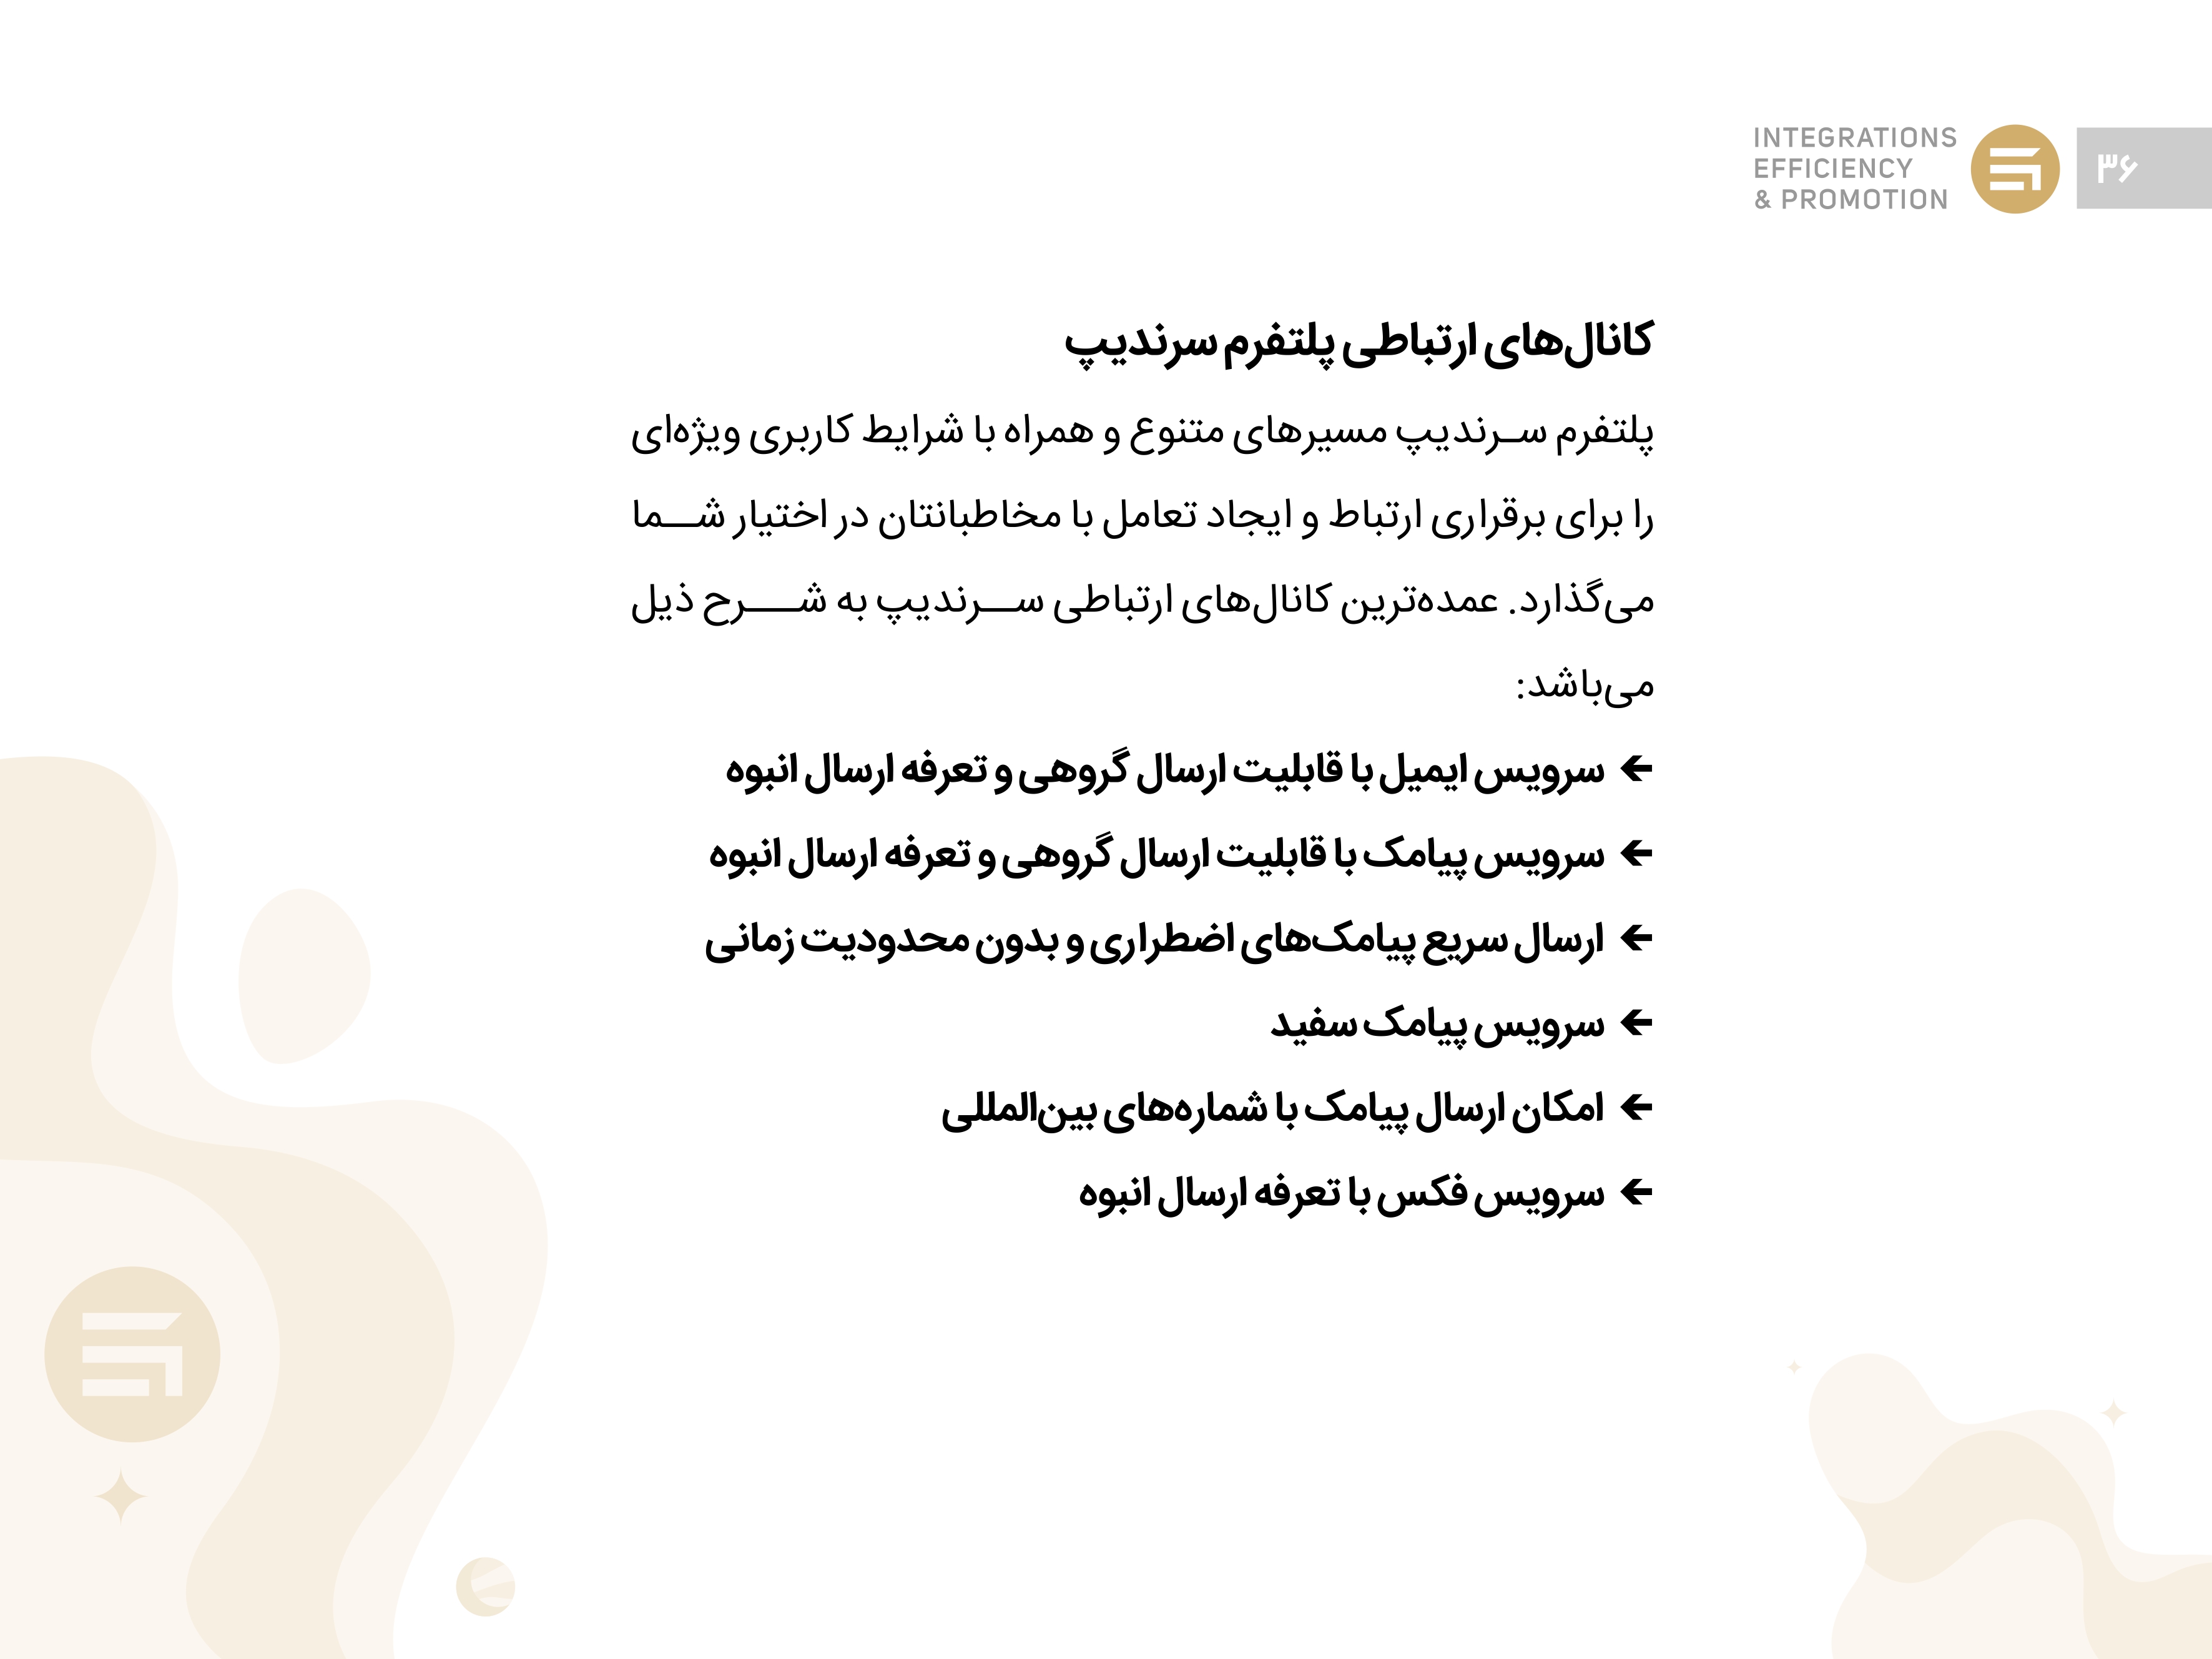 INTEGRATIONS
EFFICIENCY
& PROMOTION
۳۶
کانال‌های ارتباطی پلتفرم سرندیپ
پلتفرم سـرندیپ مسیرهای متنوع و همراه با شرایط کاربری ویژه‌ای
را برای برقراری ارتباط و ایجاد تعامل با مخاطبانتان در اختیار شـــما
می‌گذارد. عمده‌ترین کانال‌های ارتباطی ســـرندیپ به شــــرح ذیل
می‌باشد:
← سرویس ایمیل با قابلیت ارسال گروهی و تعرفه ارسال انبوه
← سرویس پیامک با قابلیت ارسال گروهی و تعرفه ارسال انبوه
← ارسال سریع پیامک‌های اضطراری و بدون محدودیت زمانی
← سرویس پیامک سفید
← امکان ارسال پیامک با شماره‌های بین‌المللی
← سرویس فکس با تعرفه ارسال انبوه